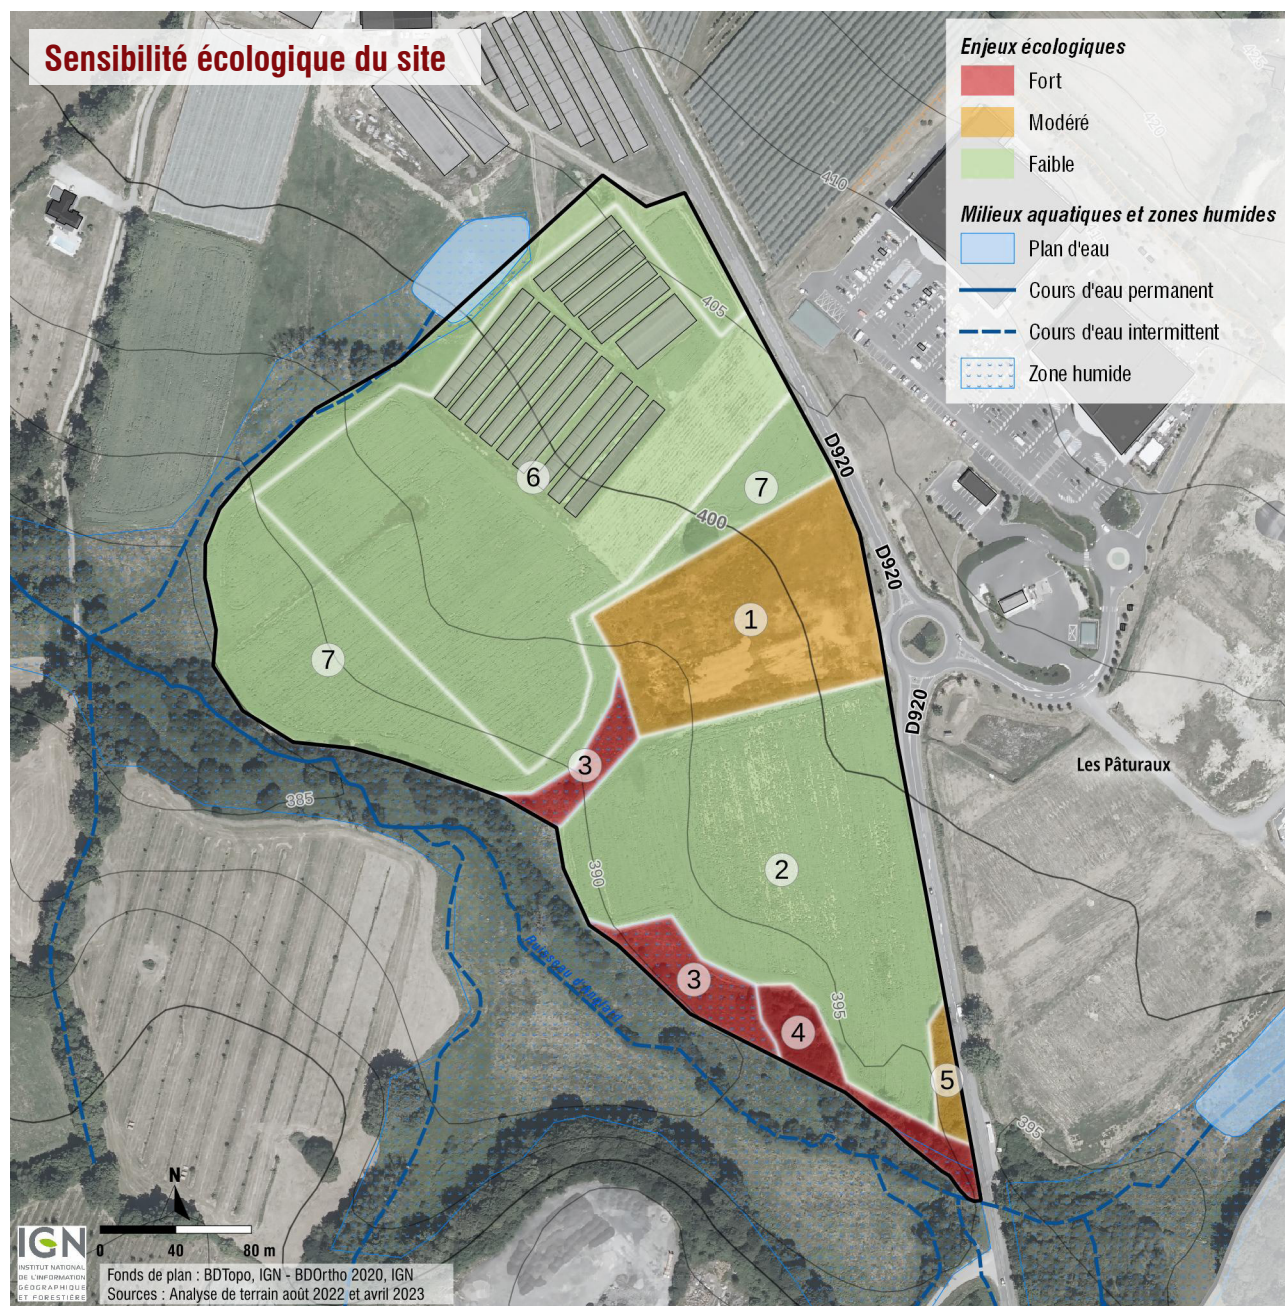 Sensibilité écologique du site
Enjeux écologiques
Fort
Modéré
Faible
Milieux aquatiques et zones humides
Plan d'eau
Cours d'eau permanent
Cours d'eau intermittent
Zone humide
410
420
405
D920
6
7
400
D920
1
7
D920
3
Les Pâturaux
385
390
2
3
395
4
5
395
N
0 40 80 m
IGN
INSTITUT NATIONAL
DE L'INFORMATION
GÉOGRAPHIQUE
ET FORESTIÈRE
Fonds de plan : BDTopo, IGN - BDOrtho 2020, IGN
Sources : Analyse de terrain août 2022 et avril 2023